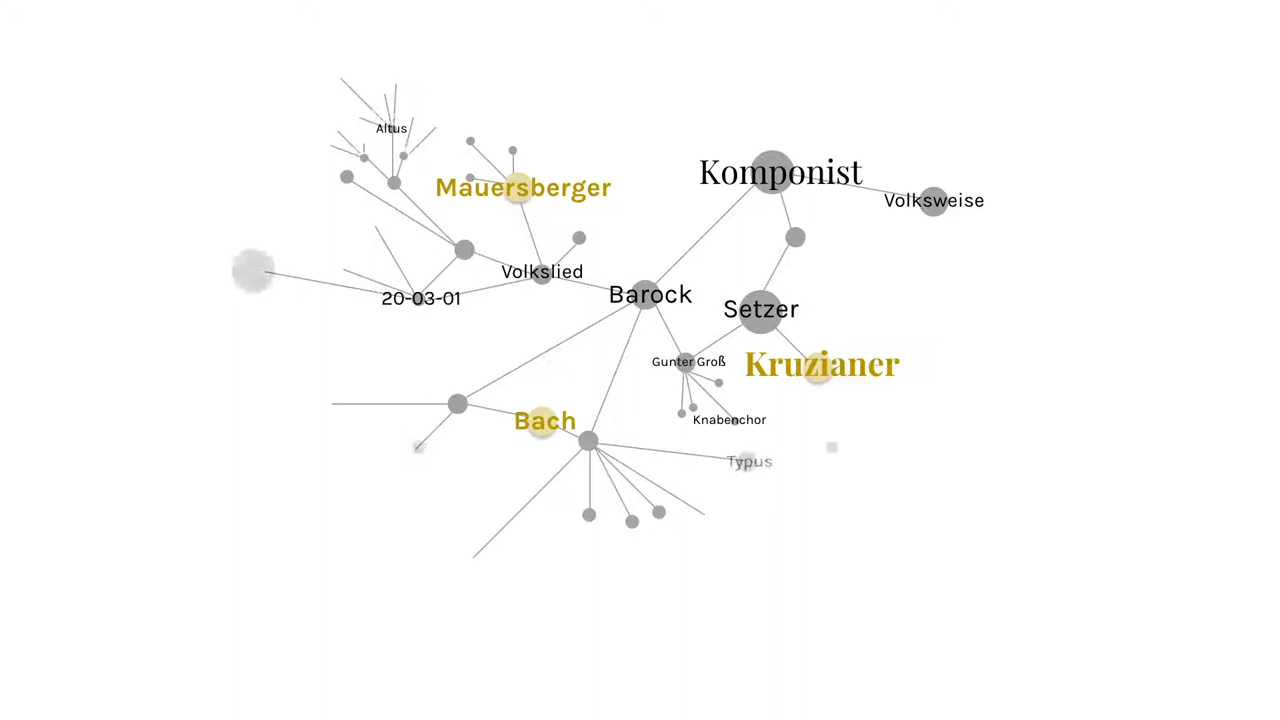 Altus
Komponist
Mauersberger
Volksweise
Volkslied
20-03-01
Barock
Setzer
Gunter Groß
Kruzianer
Knabenchor
Bach
Typus